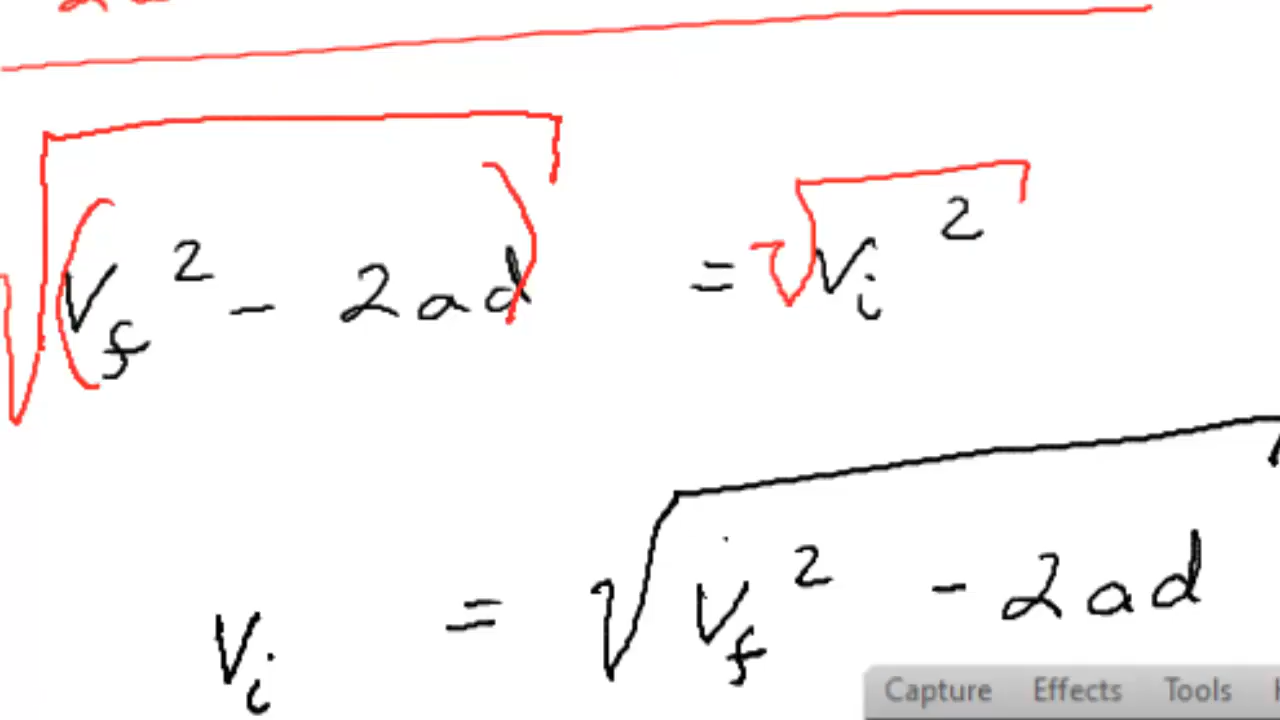 √(Vf² - 2ad) = √Vi²
Vi = √Vf² - 2ad
Capture Effects Tools